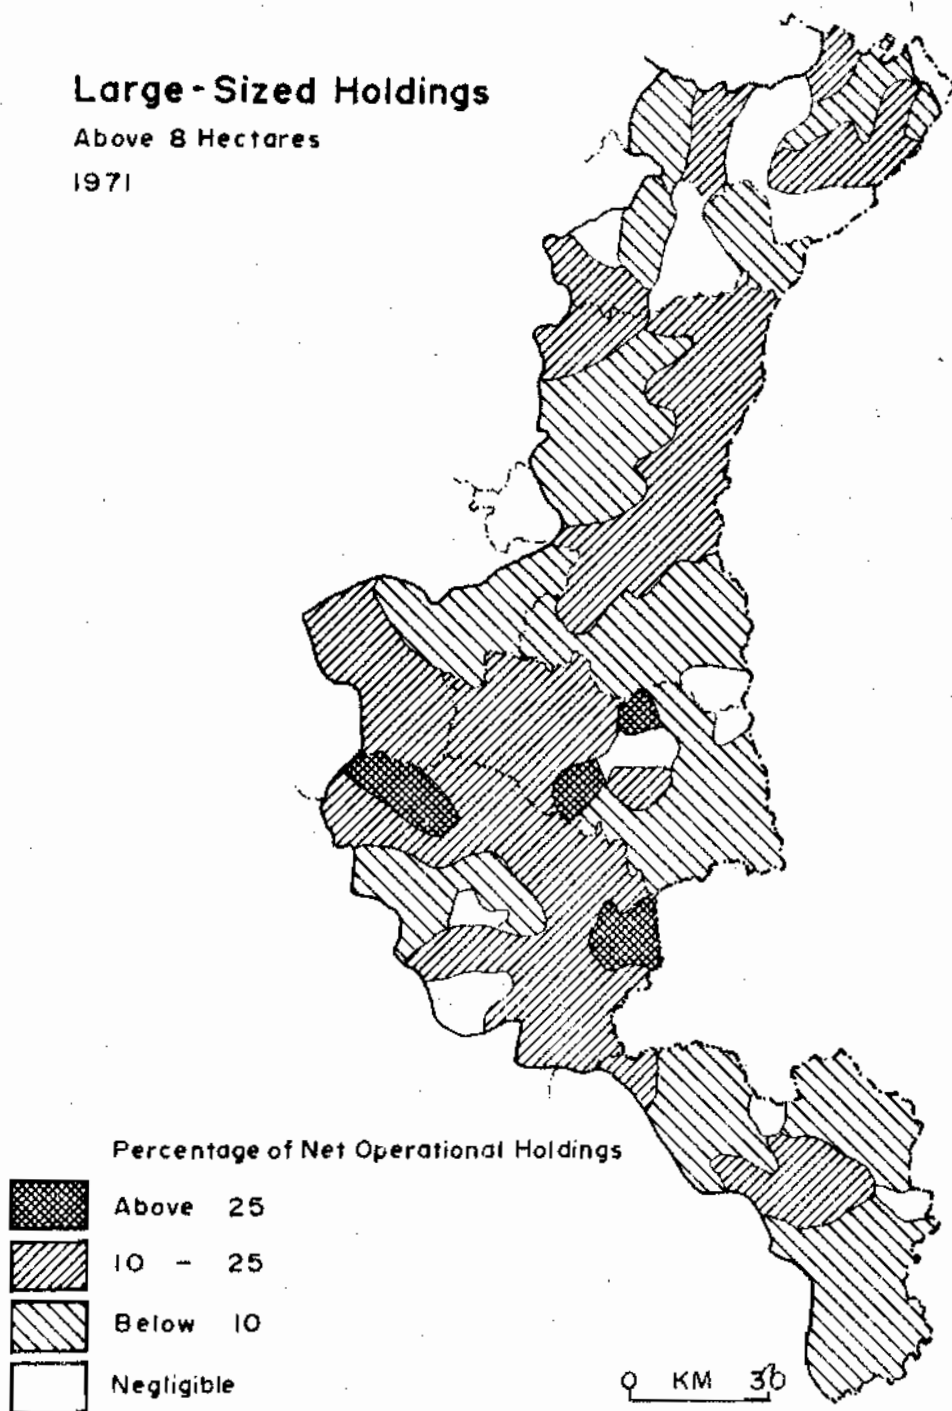 Large-Sized Holdings
Above 8 Hectares
1971
Percentage of Net Operational Holdings
Above 25
10 - 25
Below 10
Negligible
0 KM 30